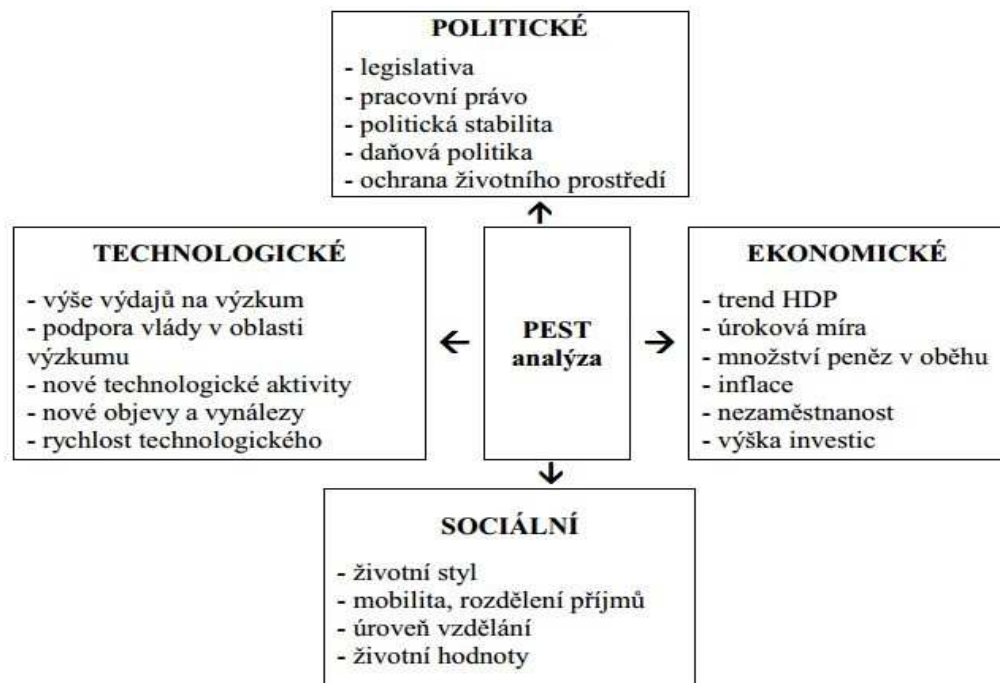 POLITICKÉ
- legislativa
- pracovní právo
- politická stabilita
- daňová politika
- ochrana životního prostředí
TECHNOLOGICKÉ
- výše výdajů na výzkum
- podpora vlády v oblasti
výzkumu
- nové technologické aktivity
- nové objevy a vynálezy
- rychlost technologického
PEST
analýza
EKONOMICKÉ
- trend HDP
- úroková míra
- množství peněz v oběhu
- inflace
- nezaměstnanost
- výška investic
SOCIÁLNÍ
- životní styl
- mobilita, rozdělení příjmů
- úroveň vzdělání
- životní hodnoty